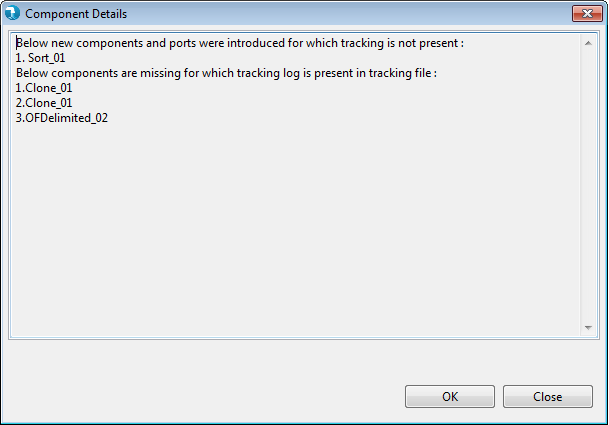 Component Details
Below new components and ports were introduced for which tracking is not present :
1. Sort_01
Below components are missing for which tracking log is present in tracking file :
1.Clone_01
2.Clone_01
3.OFDelimited_02
OK
Close